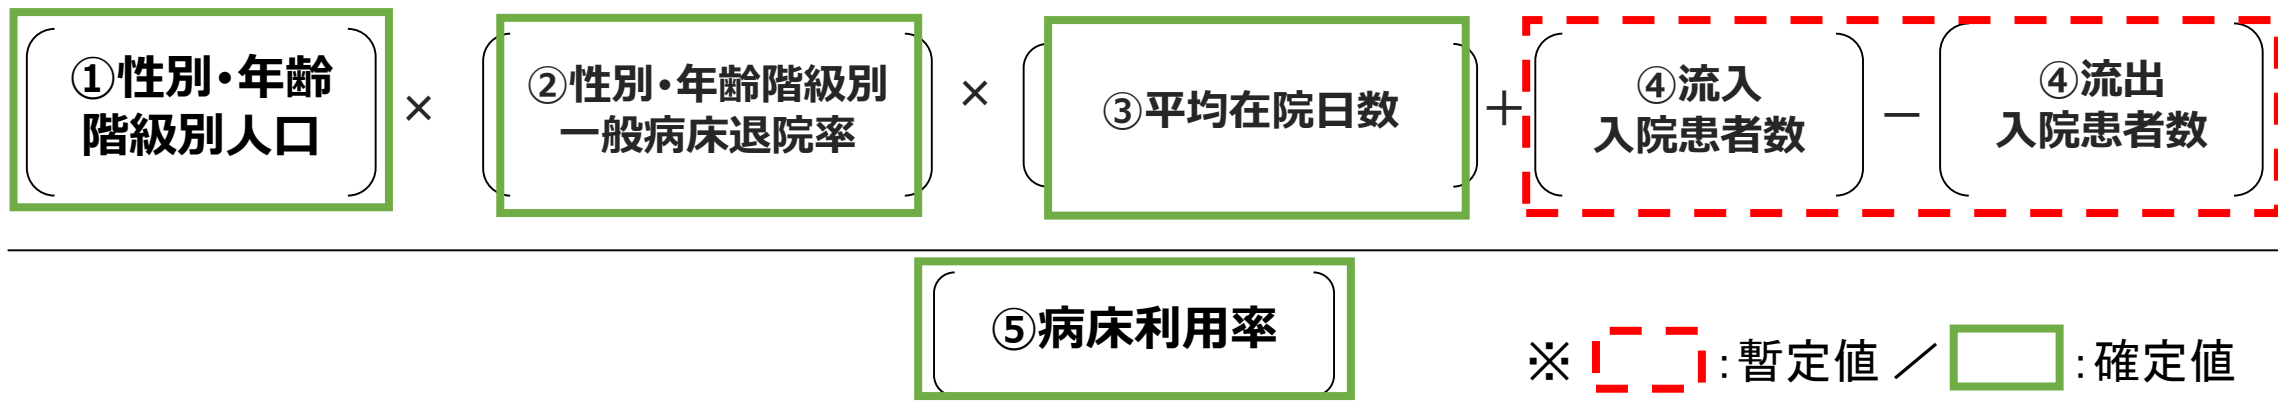 ①性別・年齢
階級別人口
×
②性別・年齢階級別
一般病床退院率
×
③平均在院日数
＋
④流入
入院患者数
－
④流出
入院患者数
⑤病床利用率
※ :暫定値 ／ :確定値